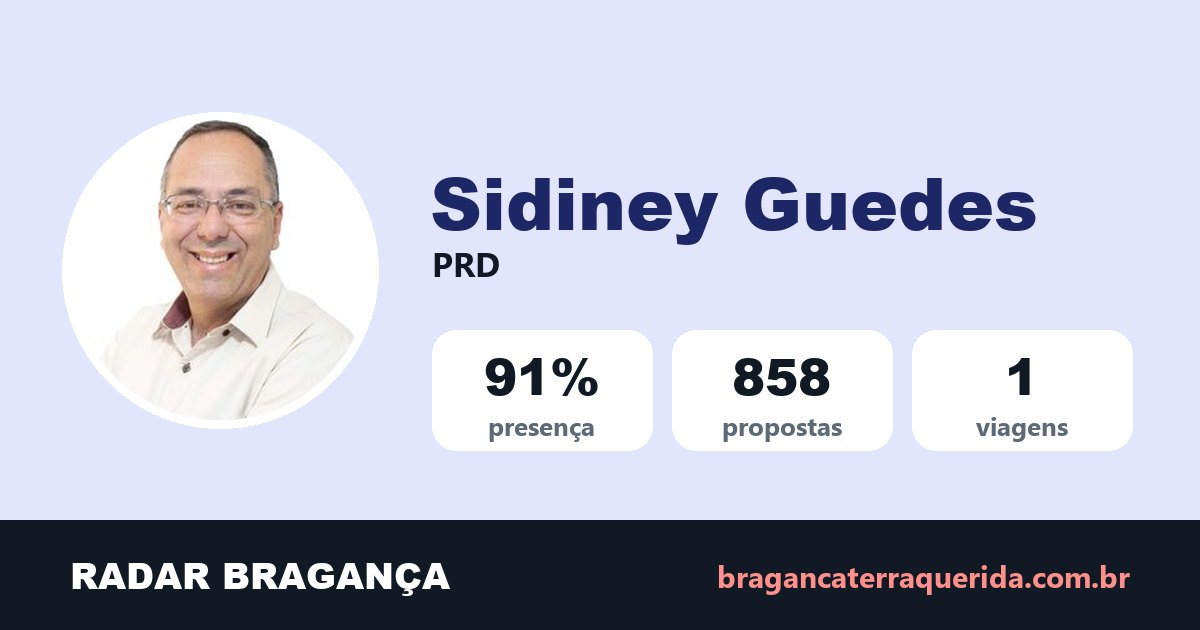 Sidiney Guedes
PRD
91%
presença
858
propostas
1
viagens
RADAR BRAGANÇA
bragancaterraquerida.com.br